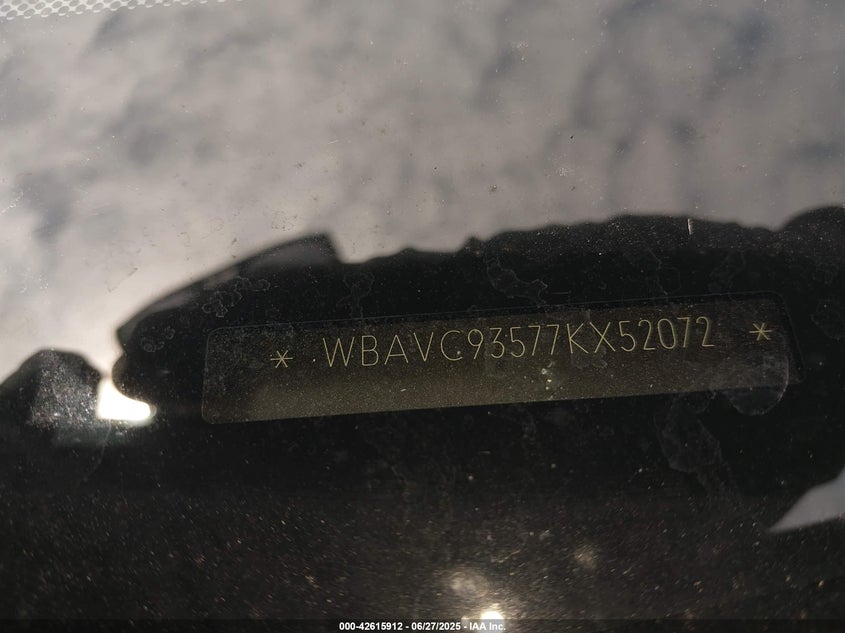 * WBAVC93577KX52072 *
000-42615912 - 06/27/2025 - IAA Inc.